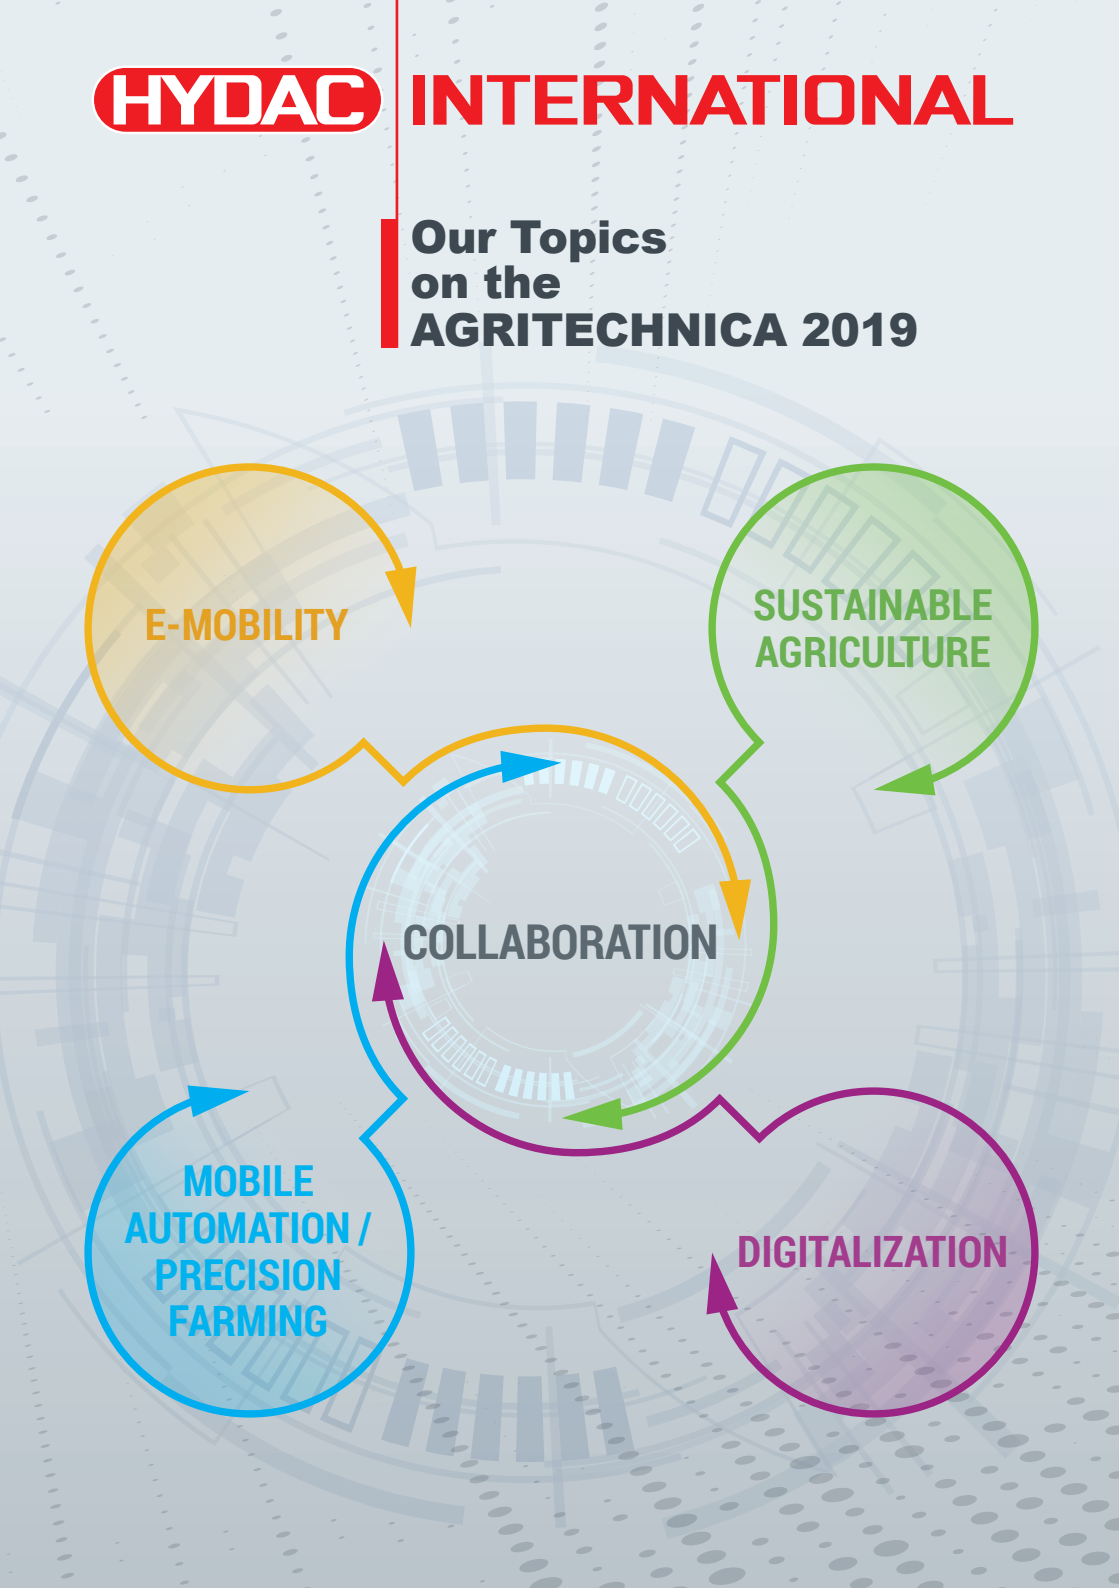 HYDAC INTERNATIONAL
Our Topics
on the
AGRITECHNICA 2019
E-MOBILITY
SUSTAINABLE
AGRICULTURE
COLLABORATION
MOBILE
AUTOMATION /
PRECISION
FARMING
DIGITALIZATION